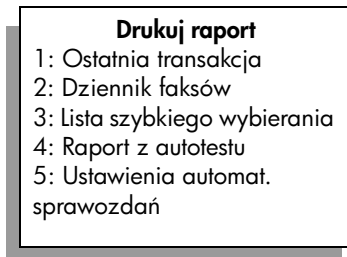 Drukuj raport
1: Ostatnia transakcja
2: Dziennik faksów
3: Lista szybkiego wybierania
4: Raport z autotestu
5: Ustawienia automat.
sprawozdań